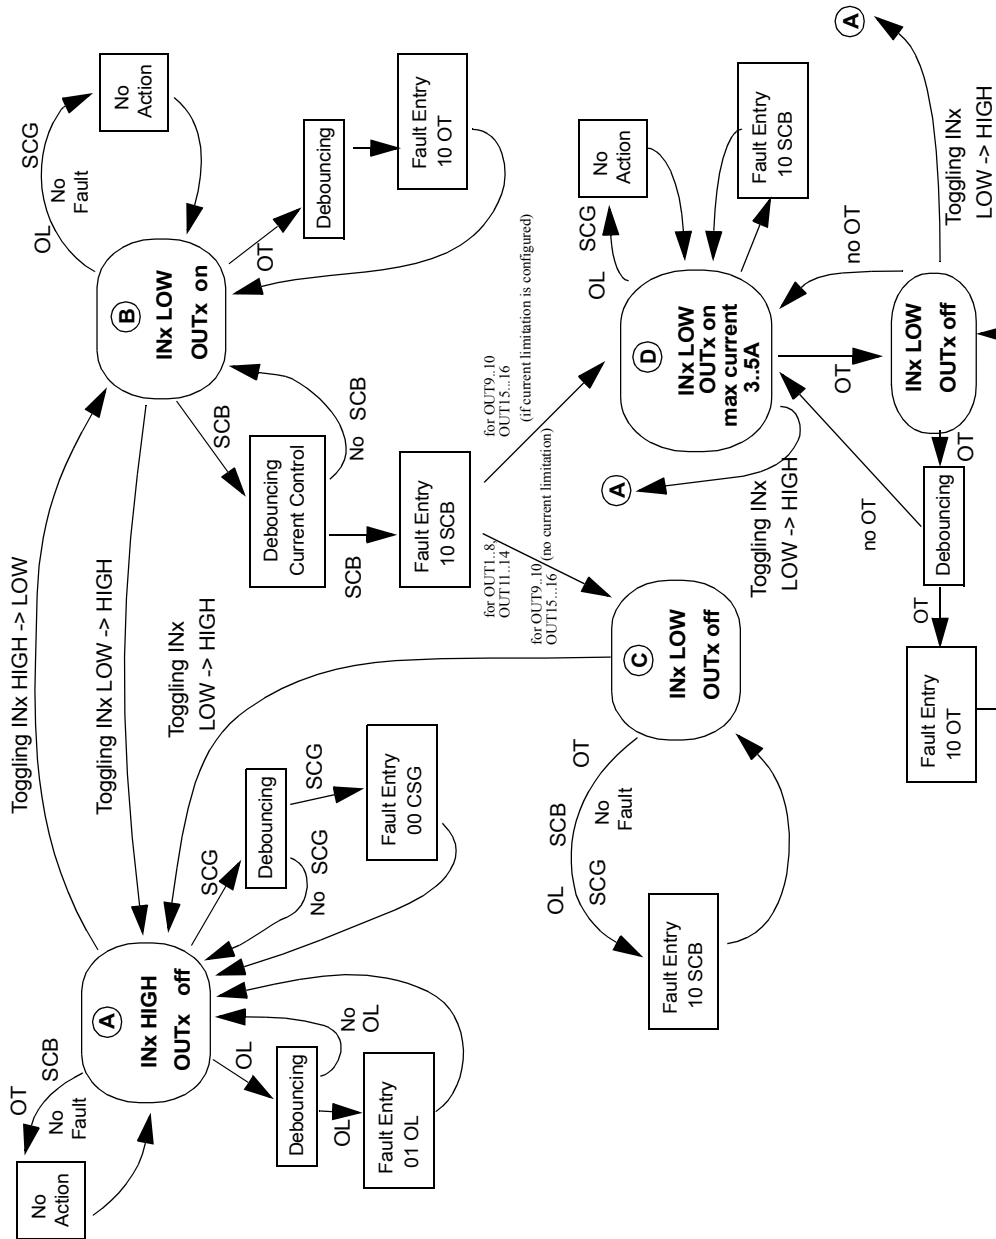 No
Action
OT
SCB
No
Fault
A
INx HIGH
OUTx off
OL
Debouncing
No
OL
OL
Fault Entry
01 OL
SCG
Debouncing
No SCG
SCG
Fault Entry
00 CSG
Toggling INx HIGH -> LOW
Toggling INx LOW -> HIGH
Toggling INx
LOW -> HIGH
B
INx LOW
OUTx on
OL
No
Fault
SCG
No
Action
OT
Debouncing
Fault Entry
10 OT
SCB
Debouncing
Current Control
No SCB
SCB
Fault Entry
10 SCB
for OUT1..8,
OUT11..14
for OUT9..10
OUT15...16 (no current limitation)
for OUT9..10
OUT15...16
(if current limitation is configured)
C
INx LOW
OUTx off
OT
No
Fault
SCB
SCG
OL
Fault Entry
10 SCB
D
INx LOW
OUTx on
max current
3..5A
OL
SCG
No
Action
Fault Entry
10 SCB
A
Toggling INx
LOW -> HIGH
OT
no OT
INx LOW
OUTx off
Toggling INx
LOW -> HIGH
A
OT
Debouncing
no OT
OT
Fault Entry
10 OT